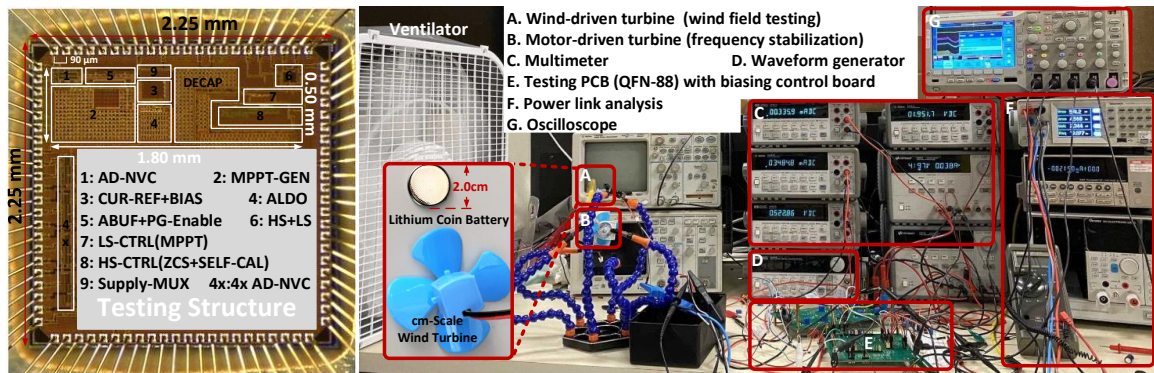 2.25 mm
90 µm
1
5
9
6
DECAP
3
7
2
4
8
0.50 mm
1.80 mm
2.25 mm
4x
1: AD-NVC 2: MPPT-GEN
3: CUR-REF+BIAS 4: ALDO
5: ABUF+PG-Enable 6: HS+LS
7: LS-CTRL(MPPT)
8: HS-CTRL(ZCS+SELF-CAL)
9: Supply-MUX 4x:4x AD-NVC
Testing Structure
Ventilator
A. Wind-driven turbine (wind field testing)
B. Motor-driven turbine (frequency stabilization)
C. Multimeter D. Waveform generator
E. Testing PCB (QFN-88) with biasing control board
F. Power link analysis
G. Oscilloscope
G
C.
F
A
B
D
E
2.0cm
Lithium Coin Battery
cm-Scale
Wind Turbine